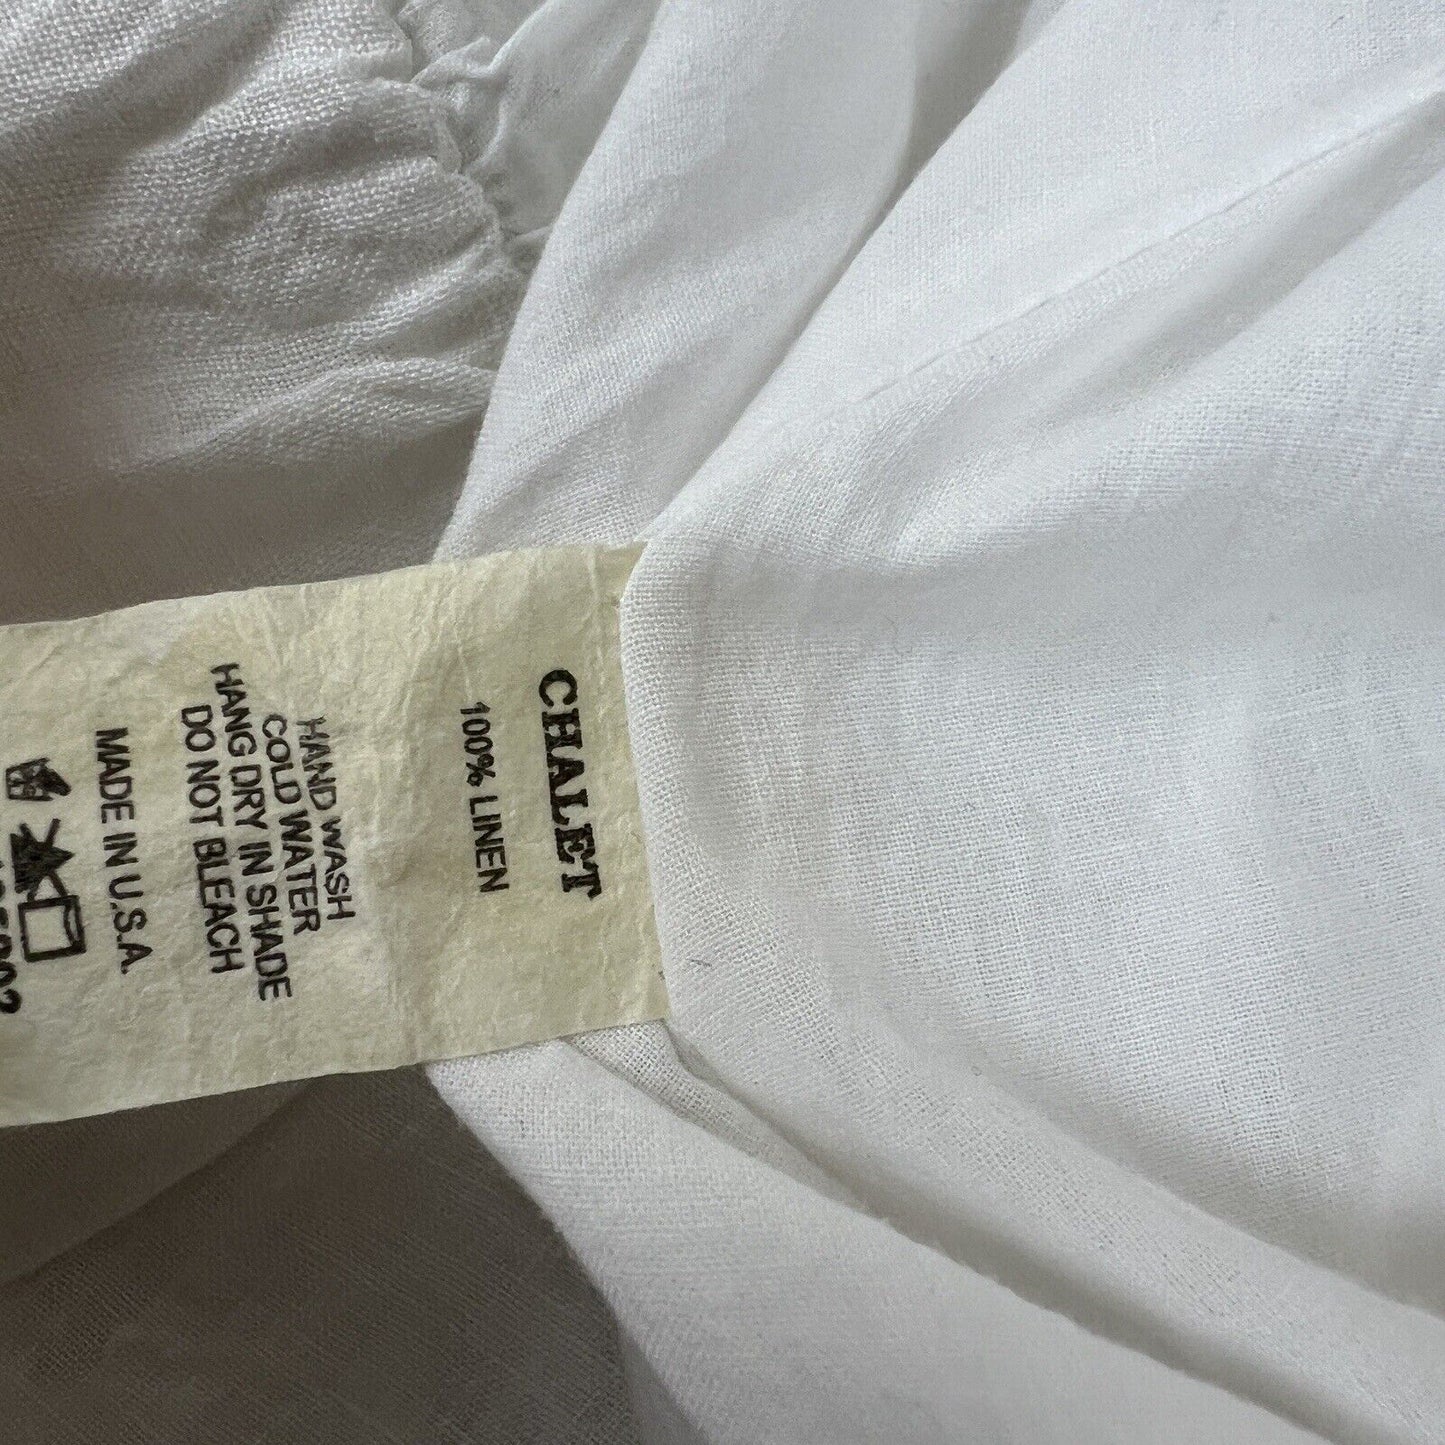 CHALET
100% LINEN
HAND WASH
COLD WATER
HANG DRY IN SHADE
DO NOT BLEACH
MADE IN U.S.A.